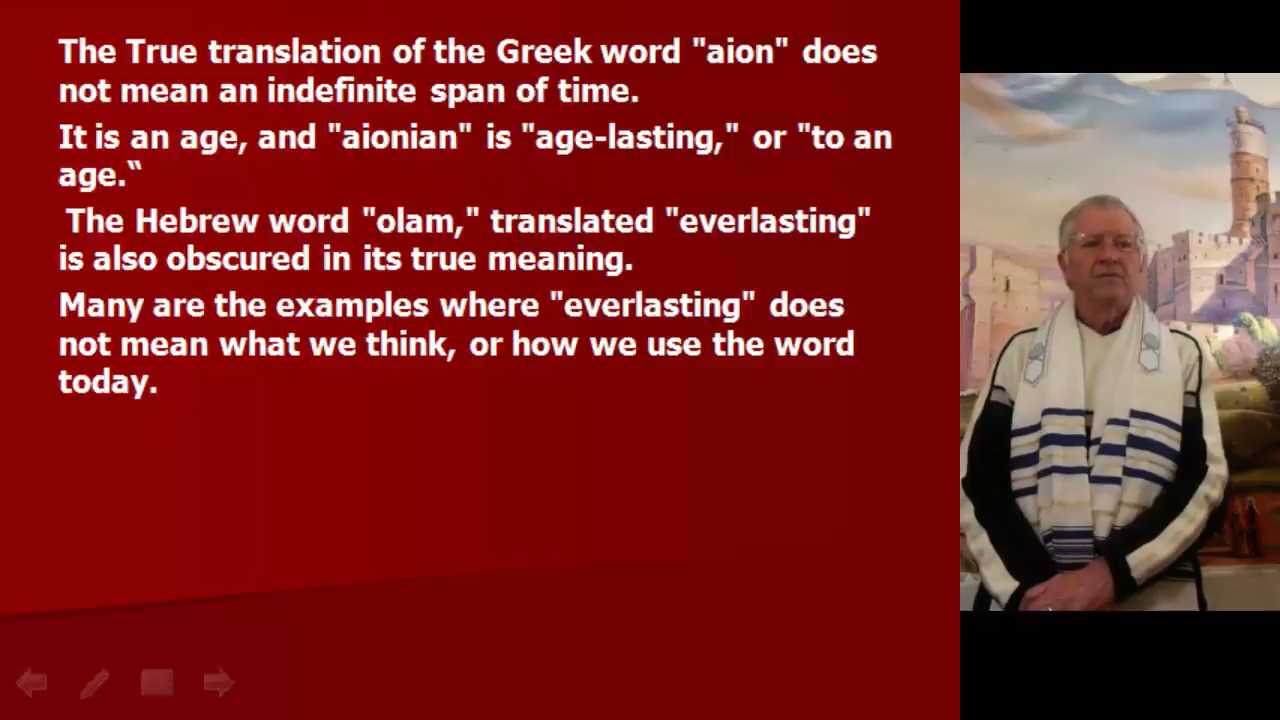 The True translation of the Greek word "aion" does
not mean an indefinite span of time.
It is an age, and "aionian" is "age-lasting," or "to an
age.“
The Hebrew word "olam," translated "everlasting"
is also obscured in its true meaning.
Many are the examples where "everlasting" does
not mean what we think, or how we use the word
today.